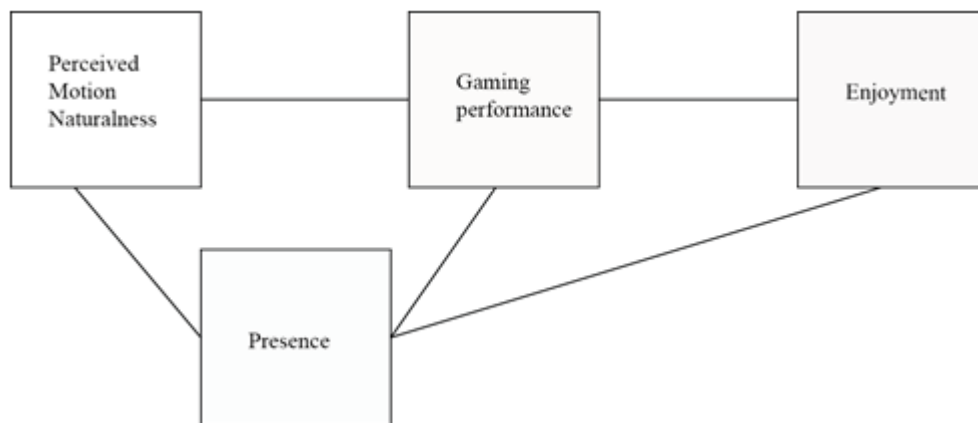 Perceived
Motion
Naturalness
Gaming
performance
Enjoyment
Presence